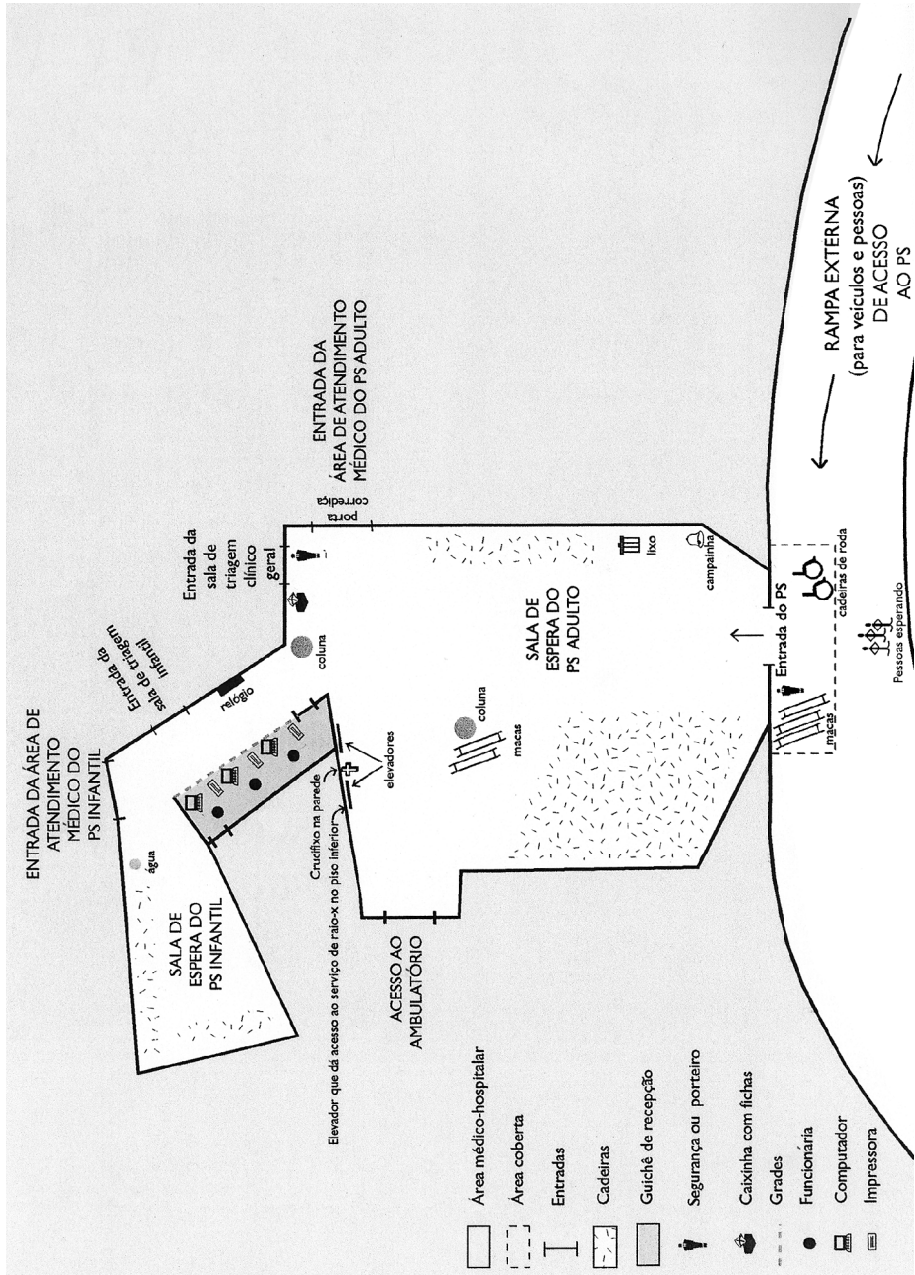 ENTRADA DA ÁREA DE
ATENDIMENTO
MÉDICO DO
PS INFANTIL
Entrada da
sala de triagem
infantil
Entrada da
sala de
triagem
clínico
geral
ENTRADA DA
ÁREA DE ATENDIMENTO
MÉDICO DO PS ADULTO
porta
corrediça
água
SALA DE
ESPERA DO
PS INFANTIL
relógio
coluna
Crucifixo na parede
Elevador que dá acesso ao serviço de raio-x no piso inferior
elevadores
ACESSO AO
AMBULATÓRIO
coluna
macas
SALA DE
ESPERA DO
PS ADULTO
lixo
campainha
Entrada do PS
macas
cadeiras de roda
Pessoas esperando
RAMPA EXTERNA
(para veículos e pessoas)
DE ACESSO
AO PS
Área médico-hospitalar
Área coberta
Entradas
Cadeiras
Guichê de recepção
Segurança ou porteiro
Caixinha com fichas
Grades
Funcionária
Computador
Impressora